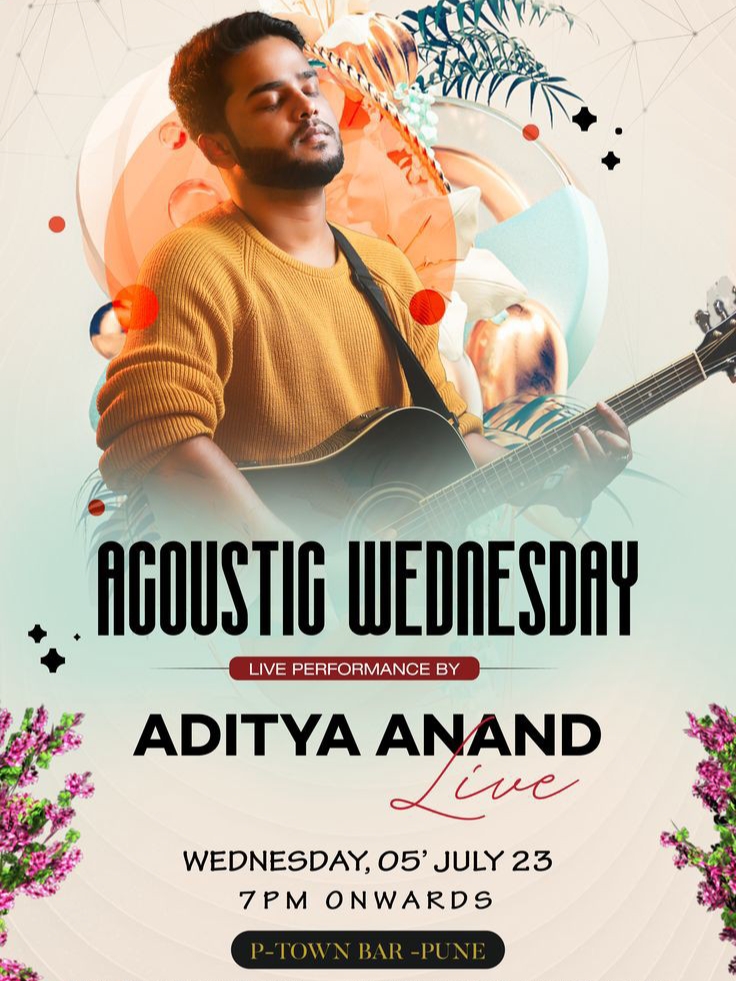 ACOUSTIC WEDNESDAY
LIVE PERFORMANCE BY
ADITYA ANAND
Live
WEDNESDAY, 05' JULY 23
7PM ONWARDS
P-TOWN BAR -PUNE